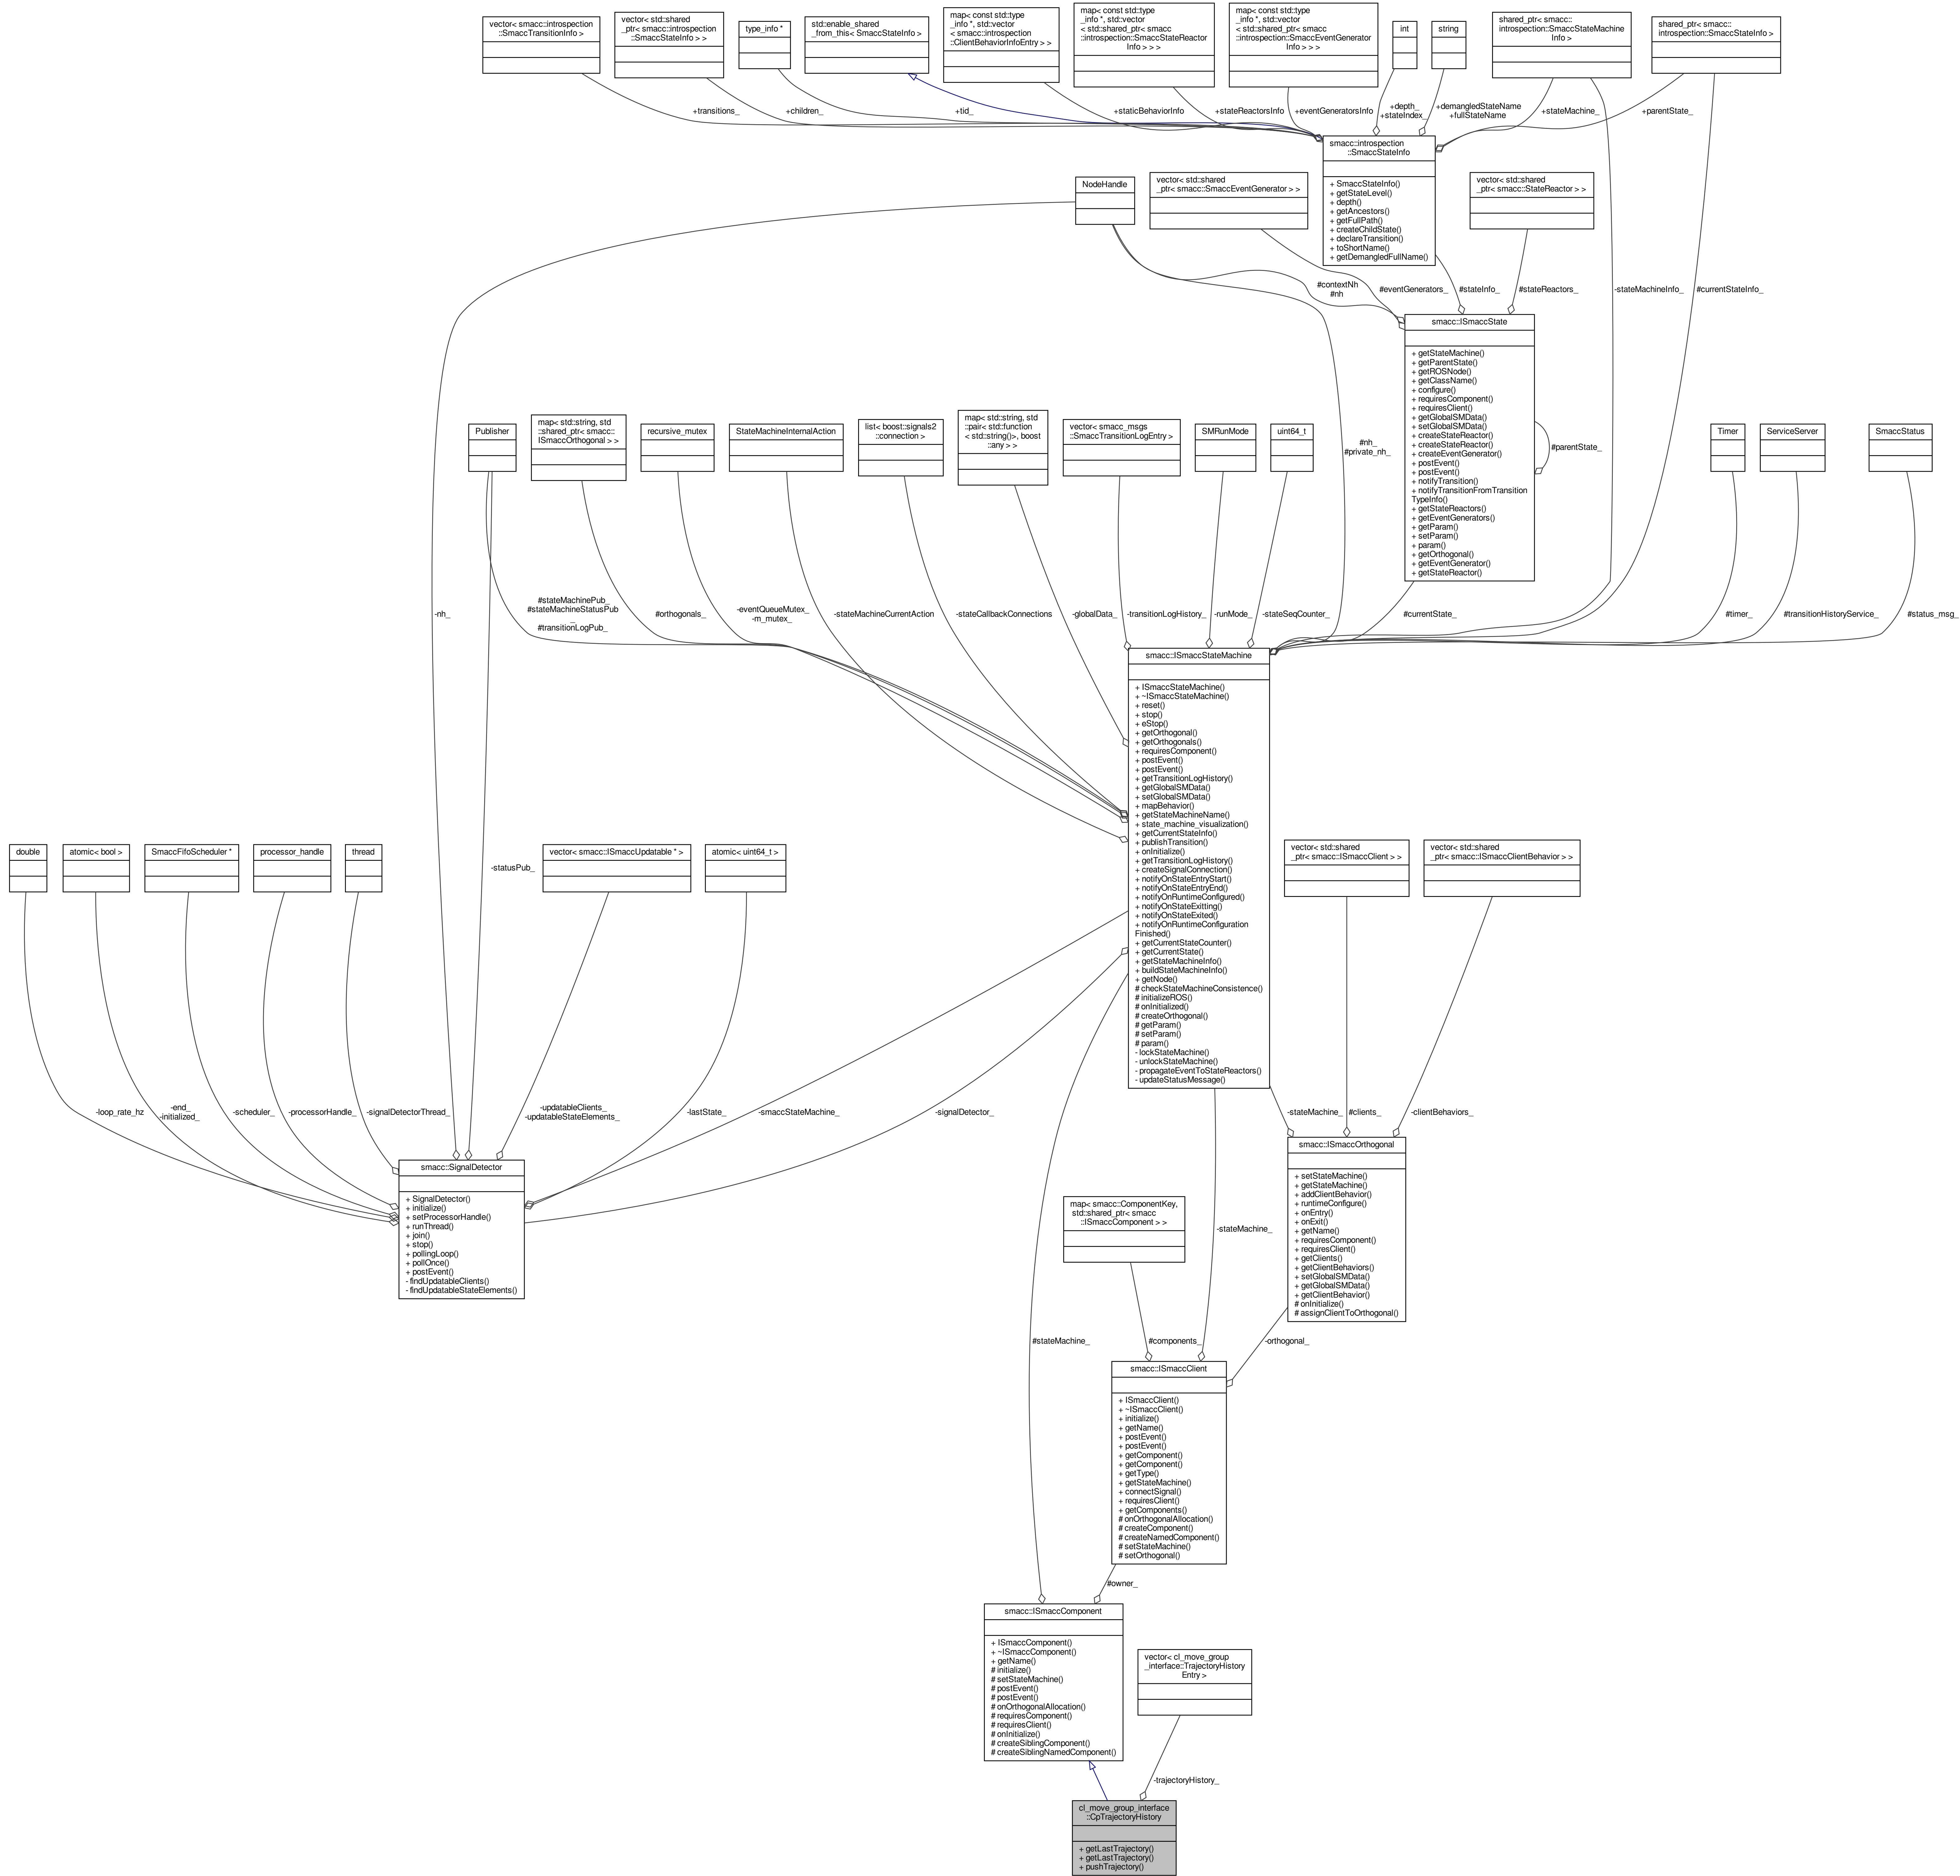 vector< smacc::introspection
::SmaccTransitionInfo >
vector< std::shared
_ptr< smacc::introspection
::SmaccStateInfo > >
type_info *
std::enable_shared
_from_this< SmaccStateInfo >
map< const std::type
_info *, std::vector
< smacc::introspection
::ClientBehaviorInfoEntry > >
map< const std::type
_info *, std::vector
< std::shared_ptr< smacc
::introspection::SmaccStateReactor
Info > > >
map< const std::type
_info *, std::vector
< std::shared_ptr< smacc
::introspection::SmaccEventGenerator
Info > > >
int
string
shared_ptr< smacc::
introspection::SmaccStateMachine
Info >
shared_ptr< smacc::
introspection::SmaccStateInfo >
+transitions_
+children_
+tid_
+staticBehaviorInfo
+stateReactorsInfo
+eventGeneratorsInfo
+depth_
+stateIndex_
+demangledStateName
+fullStateName
+stateMachine_
+parentState_
smacc::introspection
::SmaccStateInfo
+ SmaccStateInfo()
+ getStateLevel()
+ depth()
+ getAncestors()
+ getFullPath()
+ createChildState()
+ declareTransition()
+ toShortName()
+ getDemangledFullName()
NodeHandle
vector< std::shared
_ptr< smacc::SmaccEventGenerator > >
vector< std::shared
_ptr< smacc::StateReactor > >
#contextNh
#nh
#eventGenerators_
#stateInfo_
#stateReactors_
-stateMachineInfo_
#currentStateInfo_
smacc::ISmaccState
+ getStateMachine()
+ getParentState()
+ getROSNode()
+ getClassName()
+ configure()
+ requiresComponent()
+ requiresClient()
+ getGlobalSMData()
+ setGlobalSMData()
+ createStateReactor()
+ createStateReactor()
+ createEventGenerator()
+ postEvent()
+ postEvent()
+ notifyTransition()
+ notifyTransitionFromTransition
TypeInfo()
+ getStateReactors()
+ getEventGenerators()
+ getParam()
+ setParam()
+ param()
+ getOrthogonal()
+ getEventGenerator()
+ getStateReactor()
#parentState_
#nh_
#private_nh_
Publisher
map< std::string, std
::shared_ptr< smacc::
ISmaccOrthogonal > >
recursive_mutex
StateMachineInternalAction
list< boost::signals2
::connection >
map< std::string, std
::pair< std::function
< std::string()>, boost
::any > >
vector< smacc_msgs
::SmaccTransitionLogEntry >
SMRunMode
uint64_t
Timer
ServiceServer
SmaccStatus
-nh_
#stateMachinePub_
#stateMachineStatusPub
_
#transitionLogPub_
#orthogonals_
-eventQueueMutex_
-m_mutex_
-stateMachineCurrentAction
-stateCallbackConnections
-globalData_
-transitionLogHistory_
-runMode_
-stateSeqCounter_
#currentState_
#timer_
#transitionHistoryService_
#status_msg_
smacc::ISmaccStateMachine
+ ISmaccStateMachine()
+ ~ISmaccStateMachine()
+ reset()
+ stop()
+ eStop()
+ getOrthogonal()
+ getOrthogonals()
+ requiresComponent()
+ postEvent()
+ postEvent()
+ getTransitionLogHistory()
+ getGlobalSMData()
+ setGlobalSMData()
+ mapBehavior()
+ getStateMachineName()
+ state_machine_visualization()
+ getCurrentStateInfo()
+ publishTransition()
+ onInitialize()
+ getTransitionLogHistory()
+ createSignalConnection()
+ notifyOnStateEntryStart()
+ notifyOnStateEntryEnd()
+ notifyOnRuntimeConfigured()
+ notifyOnStateExitting()
+ notifyOnStateExited()
+ notifyOnRuntimeConfiguration
Finished()
+ getCurrentStateCounter()
+ getCurrentState()
+ getStateMachineInfo()
+ buildStateMachineInfo()
+ getNode()
# checkStateMachineConsistence()
# initializeROS()
# onInitialized()
# createOrthogonal()
# getParam()
# setParam()
# param()
- lockStateMachine()
- unlockStateMachine()
- propagateEventToStateReactors()
- updateStatusMessage()
double
atomic< bool >
SmaccFifoScheduler *
processor_handle
thread
-statusPub_
vector< smacc::ISmaccUpdatable * >
atomic< uint64_t >
vector< std::shared
_ptr< smacc::ISmaccClient > >
vector< std::shared
_ptr< smacc::ISmaccClientBehavior > >
-loop_rate_hz
-end_
-initialized_
-scheduler_
-processorHandle_
-signalDetectorThread_
-updatableClients_
-updatableStateElements_
-lastState_
-smaccStateMachine_
-signalDetector_
-stateMachine_
#clients_
-clientBehaviors_
smacc::SignalDetector
+ SignalDetector()
+ initialize()
+ setProcessorHandle()
+ runThread()
+ join()
+ stop()
+ pollingLoop()
+ pollOnce()
+ postEvent()
- findUpdatableClients()
- findUpdatableStateElements()
smacc::ISmaccOrthogonal
+ setStateMachine()
+ getStateMachine()
+ addClientBehavior()
+ runtimeConfigure()
+ onEntry()
+ onExit()
+ getName()
+ requiresComponent()
+ requiresClient()
+ getClients()
+ getClientBehaviors()
+ setGlobalSMData()
+ getGlobalSMData()
+ getClientBehavior()
# onInitialize()
# assignClientToOrthogonal()
map< smacc::ComponentKey,
std::shared_ptr< smacc
::ISmaccComponent > >
-stateMachine_
#stateMachine_
#components_
-orthogonal_
smacc::ISmaccClient
+ ISmaccClient()
+ ~ISmaccClient()
+ initialize()
+ getName()
+ postEvent()
+ postEvent()
+ getComponent()
+ getComponent()
+ getType()
+ getStateMachine()
+ connectSignal()
+ requiresClient()
+ getComponents()
# onOrthogonalAllocation()
# createComponent()
# createNamedComponent()
# setStateMachine()
# setOrthogonal()
#owner_
smacc::ISmaccComponent
+ ISmaccComponent()
+ ~ISmaccComponent()
+ getName()
# initialize()
# setStateMachine()
# postEvent()
# postEvent()
# onOrthogonalAllocation()
# requiresComponent()
# requiresClient()
# onInitialize()
# createSiblingComponent()
# createSiblingNamedComponent()
vector< cl_move_group
_interface::TrajectoryHistory
Entry >
-trajectoryHistory_
cl_move_group_interface
::CpTrajectoryHistory
+ getLastTrajectory()
+ getLastTrajectory()
+ pushTrajectory()